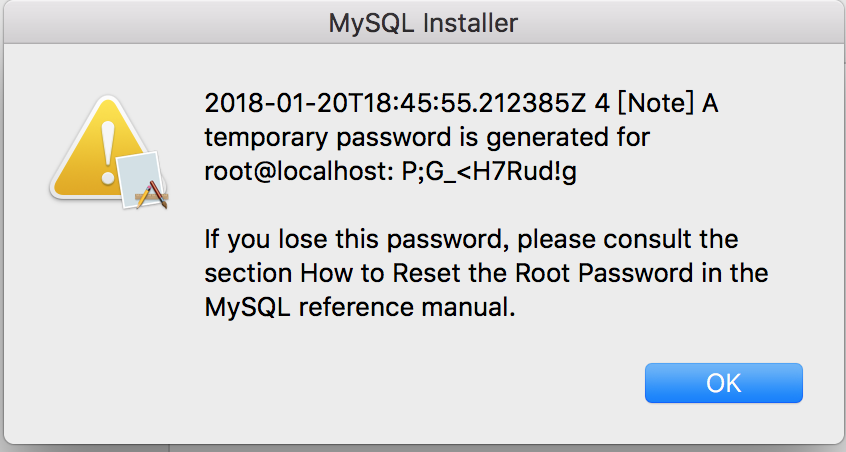 MySQL Installer
2018-01-20T18:45:55.212385Z 4 [Note] A
temporary password is generated for
root@localhost: P;G_<H7Rud!g
If you lose this password, please consult the
section How to Reset the Root Password in the
MySQL reference manual.
OK